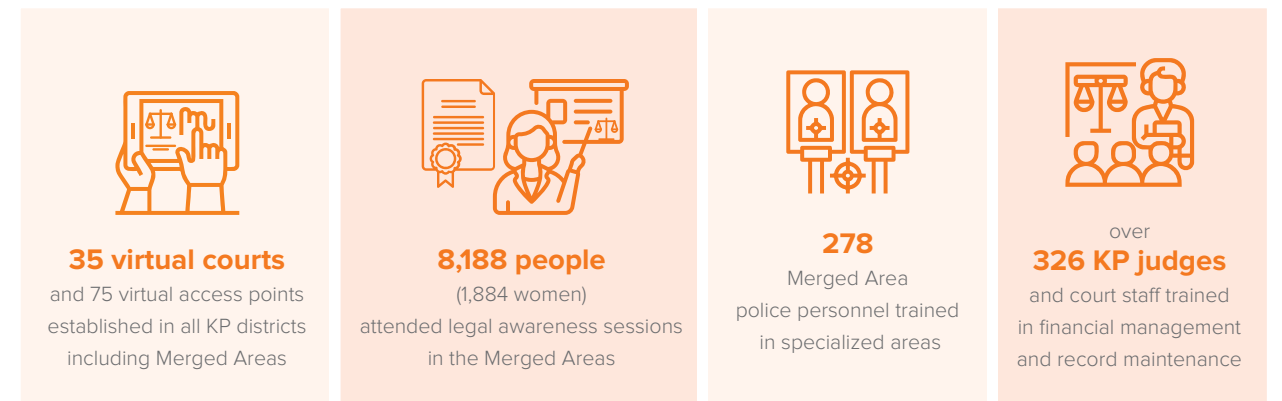 35 virtual courts
and 75 virtual access points
established in all KP districts
including Merged Areas
8,188 people
(1,884 women)
attended legal awareness sessions
in the Merged Areas
278
Merged Area
police personnel trained
in specialized areas
over
326 KP judges
and court staff trained
in financial management
and record maintenance